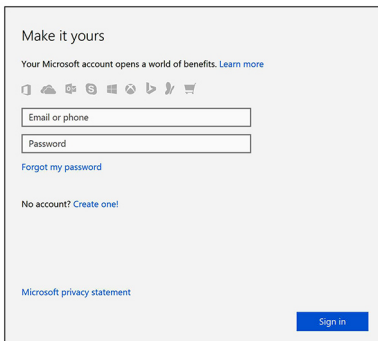 Make it yours
Your Microsoft account opens a world of benefits. Learn more
Email or phone
Password
Forgot my password
No account? Create one!
Microsoft privacy statement
Sign in